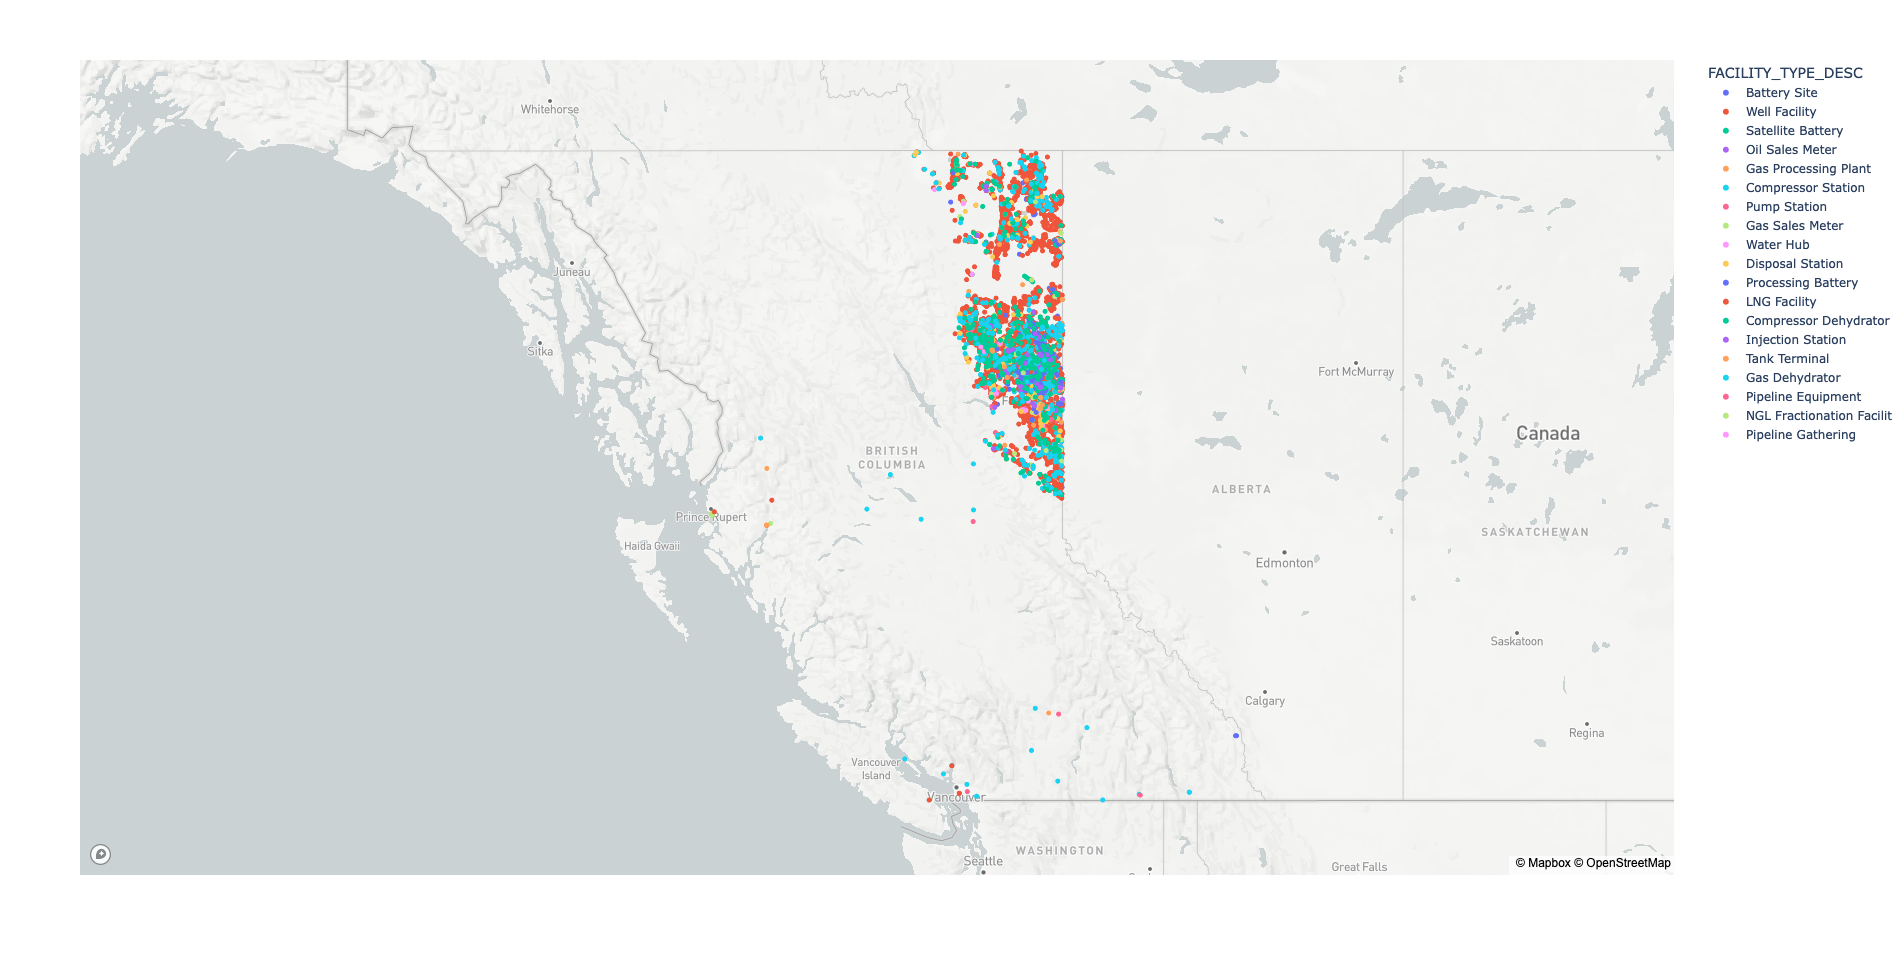 FACILITY_TYPE_DESC
Battery Site
Well Facility
Satellite Battery
Oil Sales Meter
Gas Processing Plant
Compressor Station
Pump Station
Gas Sales Meter
Water Hub
Disposal Station
Processing Battery
LNG Facility
Compressor Dehydrator
Injection Station
Tank Terminal
Gas Dehydrator
Pipeline Equipment
NGL Fractionation Facilit
Pipeline Gathering
Whitehorse
Juneau
Sitka
Fort McMurray
Canada
BRITISH
COLUMBIA
ALBERTA
Prince Rupert
SASKATCHEWAN
Haida Gwaii
Edmonton
Saskatoon
Calgary
Regina
Vancouver
Island
Vancouver
WASHINGTON
Seattle
Great Falls
© Mapbox © OpenStreetMap